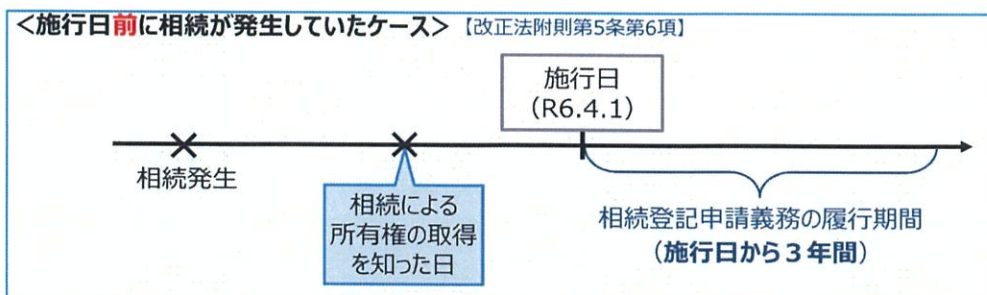 <施行日前に相続が発生していたケース>【改正法附則第5条第6項】
施行日
(R6.4.1)
相続発生
相続による
所有権の取得
を知った日
相続登記申請義務の履行期間
(施行日から3年間)